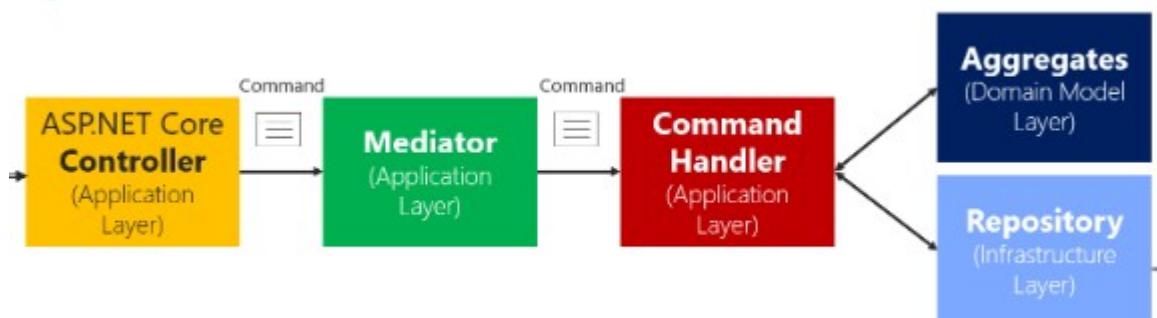 ASP.NET Core
Controller
(Application
Layer)
Command
Mediator
(Application
Layer)
Command
Command
Handler
(Application
Layer)
Aggregates
(Domain Model
Layer)
Repository
(Infrastructure
Layer)